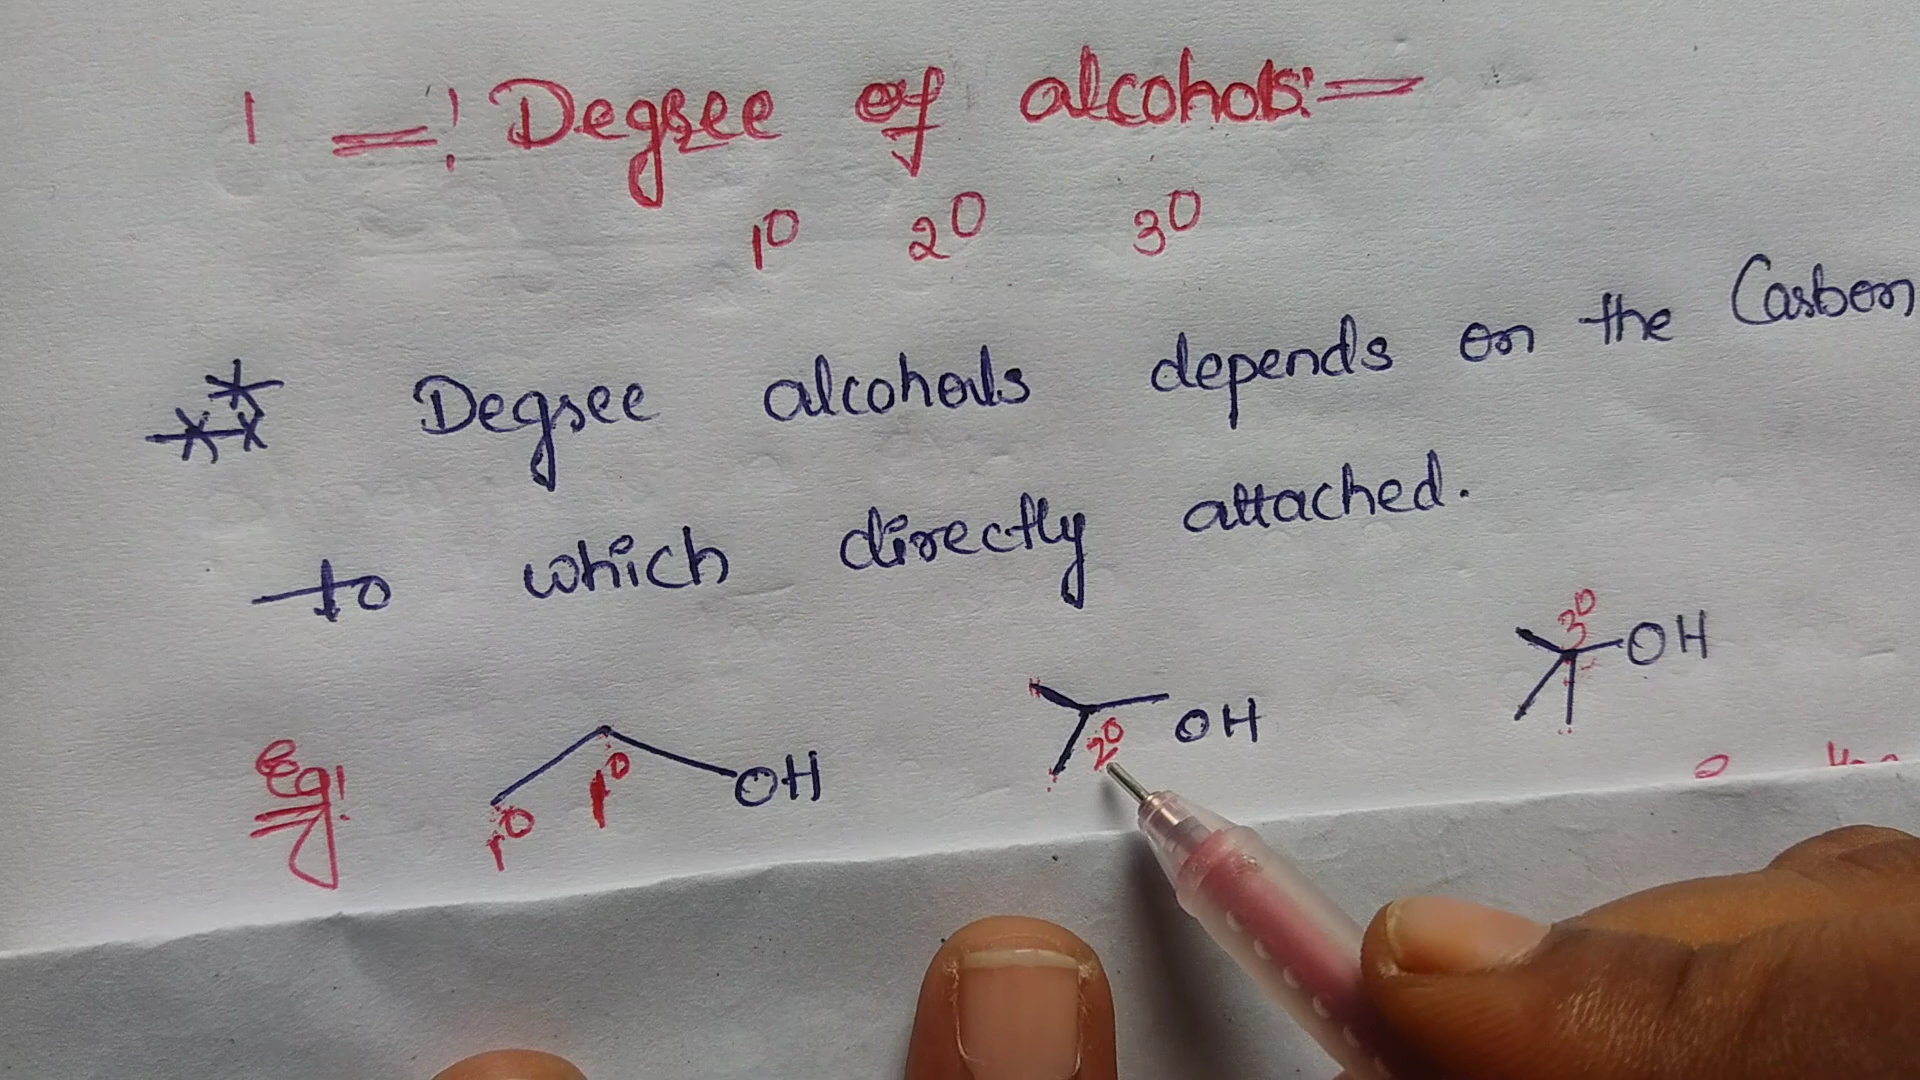 1 =! Degree of alcohols:=
1° 2° 3°
Degree alcohols depends on the Carbon
to which directly attached.
3°
OH
Eg:
1° 1° OH
2° OH